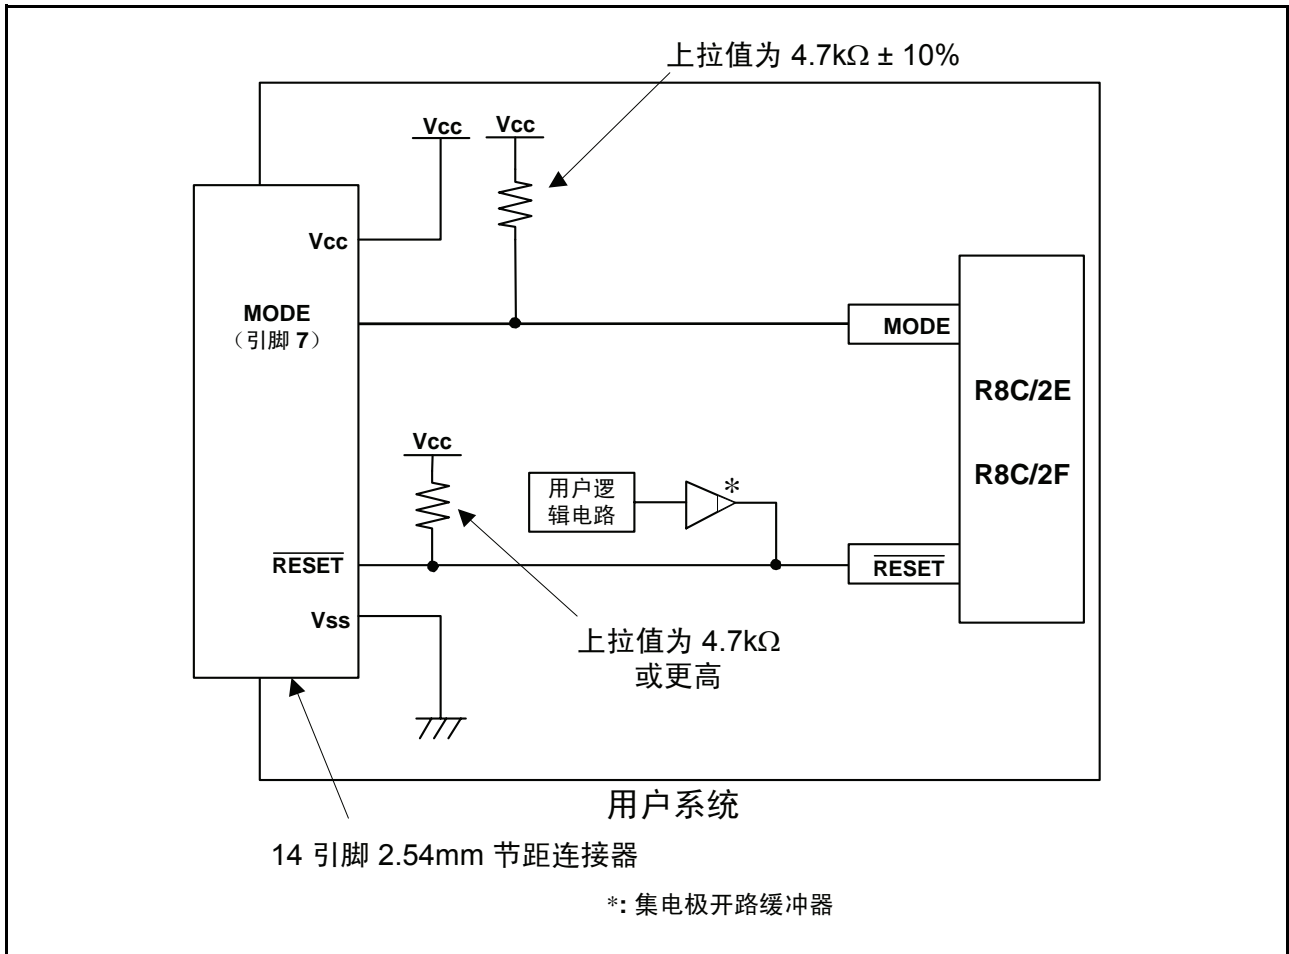 上拉值为 4.7kΩ ± 10%
Vcc
Vcc
Vcc
MODE
（引脚 7）
MODE
R8C/2E
R8C/2F
Vcc
用户逻
辑电路
*
RESET
RESET
Vss
上拉值为 4.7kΩ
或更高
用户系统
14 引脚 2.54mm 节距连接器
*: 集电极开路缓冲器